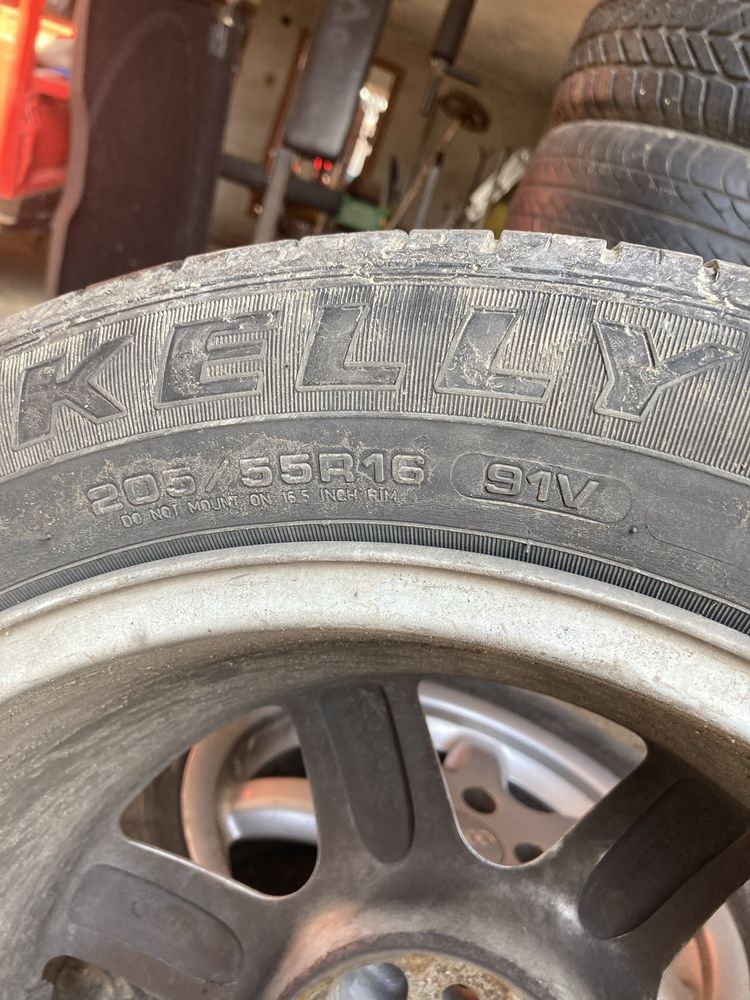 KELLY
205/55R16 91V
DO NOT MOUNT ON 16.5 INCH RIM